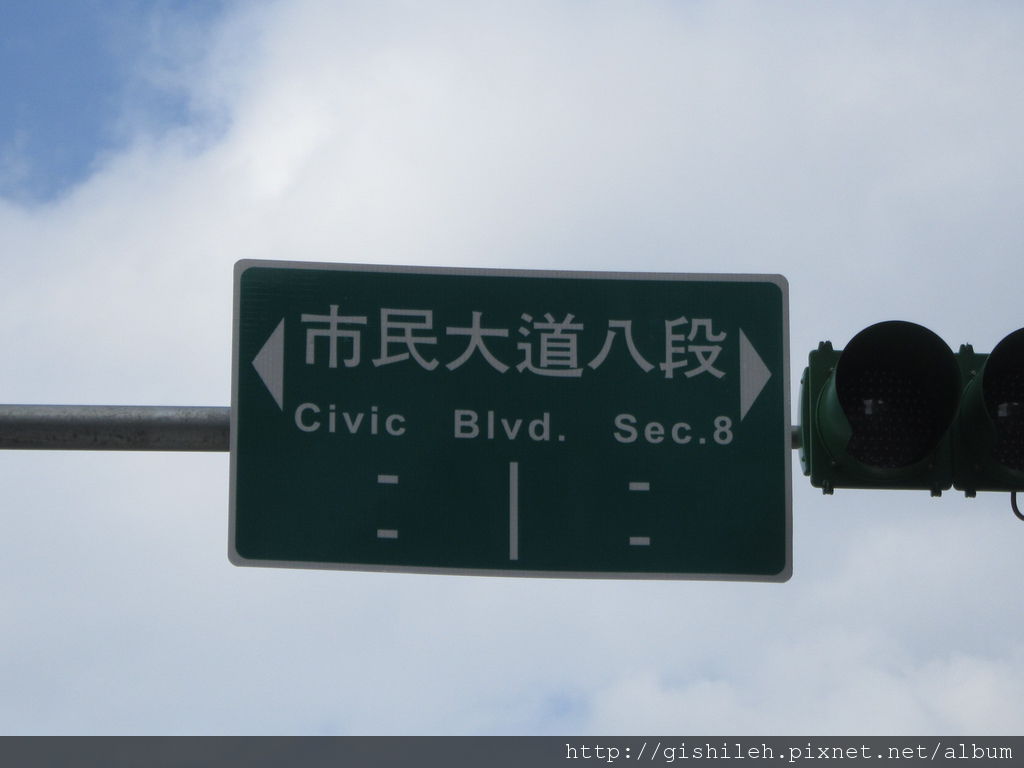 市民大道八段
Civic Blvd. Sec.8
http://gishileh.pixnet.net/album